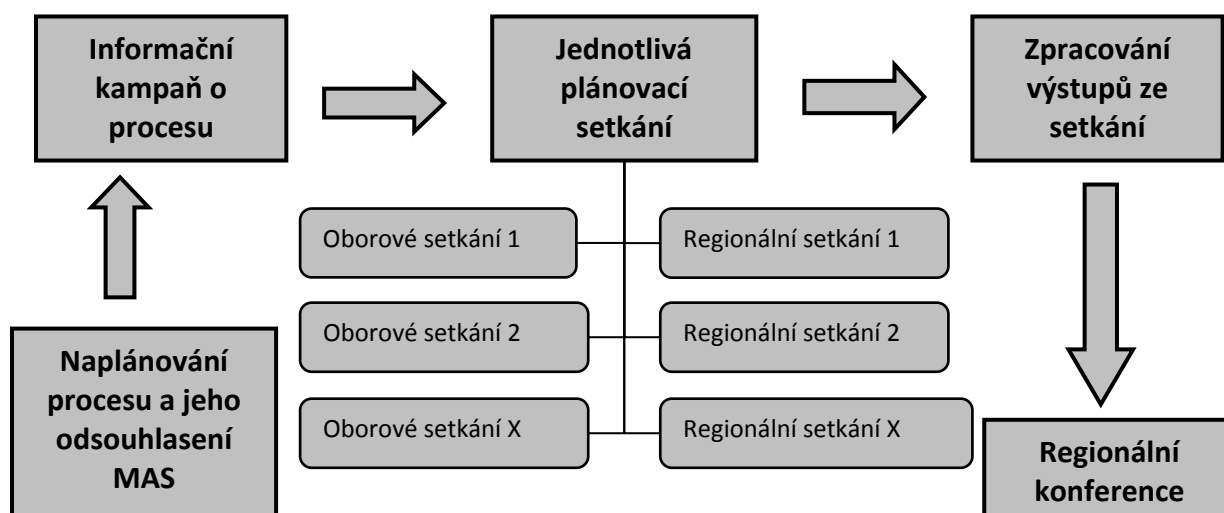 Informační
kampaň o
procesu
Jednotlivá
plánovací
setkání
Zpracování
výstupů ze
setkání
Oborové setkání 1
Regionální setkání 1
Oborové setkání 2
Regionální setkání 2
Oborové setkání X
Regionální setkání X
Naplánování
procesu a jeho
odsouhlasení
MAS
Regionální
konference